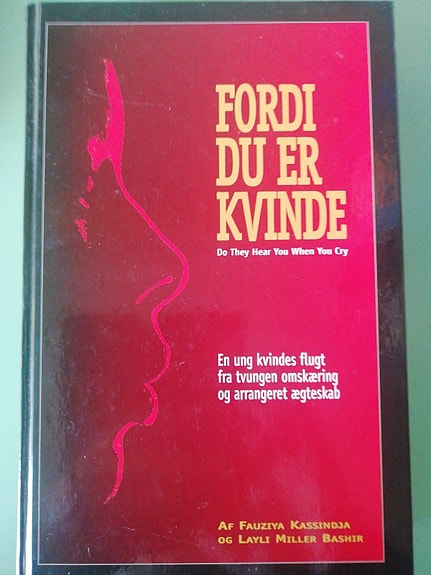 FORDI
DU ER
KVINDE
Do They Hear You When You Cry
En ung kvindes flugt
fra tvungen omskæring
og arrangeret ægteskab
AF FAUZIYA KASSINDJA
OG LAYLI MILLER BASHIR